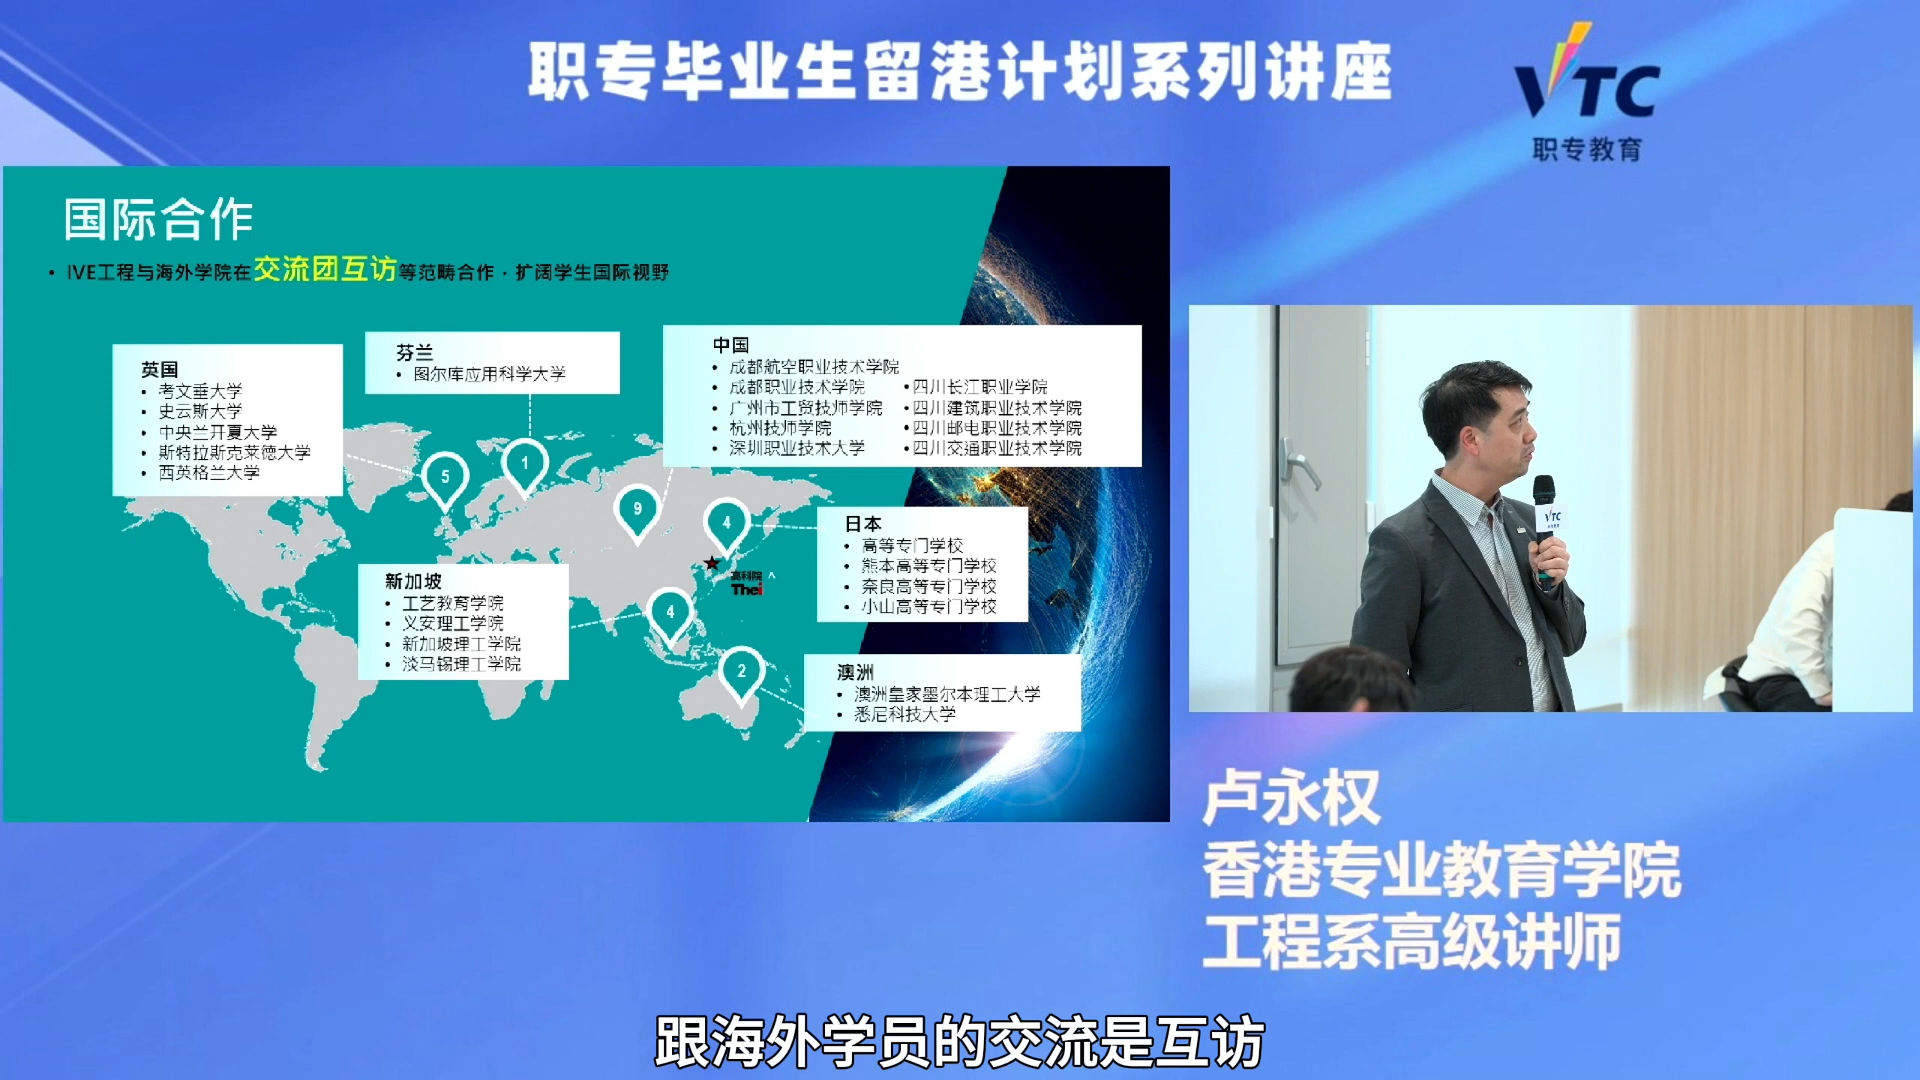 职专毕业生留港计划系列讲座
VTC
职专教育
国际合作
• IVE工程与海外学院在交流团互访等范畴合作，扩阔学生国际视野
英国
• 考文垂大学
• 史云斯大学
• 中央兰开夏大学
• 斯特拉斯克莱德大学
• 西英格兰大学
芬兰
• 图尔库应用科学大学
中国
• 成都航空职业技术学院
• 成都职业技术学院
• 广州市工贸技师学院
• 杭州技师学院
• 深圳职业技术大学
• 四川长江职业学院
• 四川建筑职业技术学院
• 四川邮电职业技术学院
• 四川交通职业技术学院
5
1
9
4
日本
• 高等专门学校
• 熊本高等专门学校
• 奈良高等专门学校
• 小山高等专门学校
高科院 ^
Thei
新加坡
• 工艺教育学院
• 义安理工学院
• 新加坡理工学院
• 淡马锡理工学院
4
2
澳洲
• 澳洲皇家墨尔本理工大学
• 悉尼科技大学
VTC
卢永权
香港专业教育学院
工程系高级讲师
跟海外学员的交流是互访